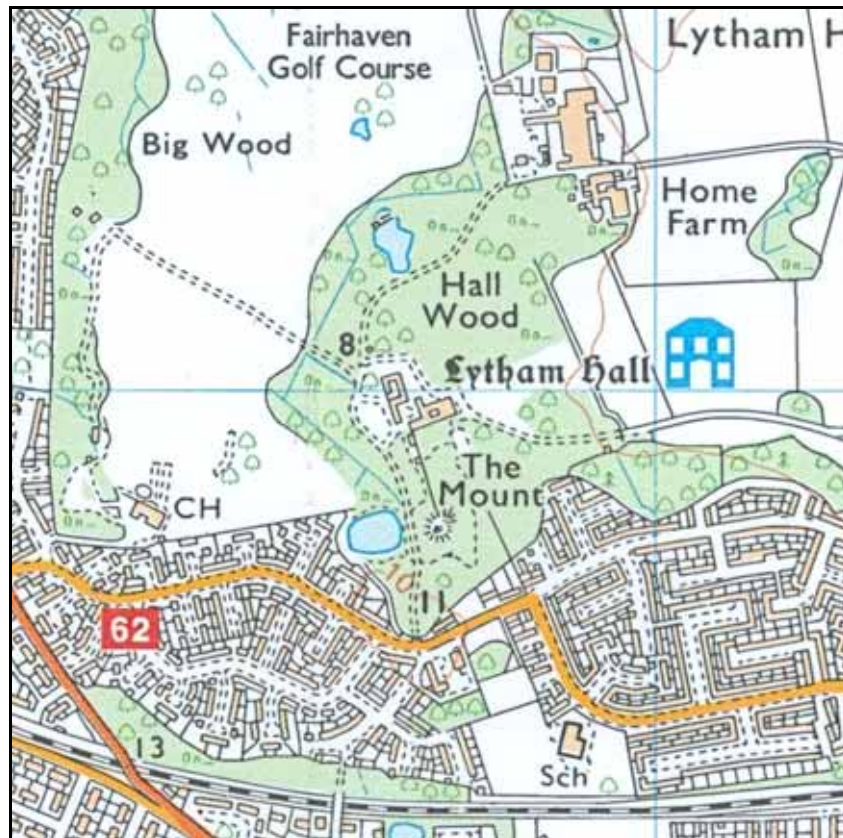 Fairhaven
Golf Course
Lytham H
Big Wood
Home
Farm
Hall
Wood
8
Lytham Hall
The
Mount
CH
10
11
62
13
Sch